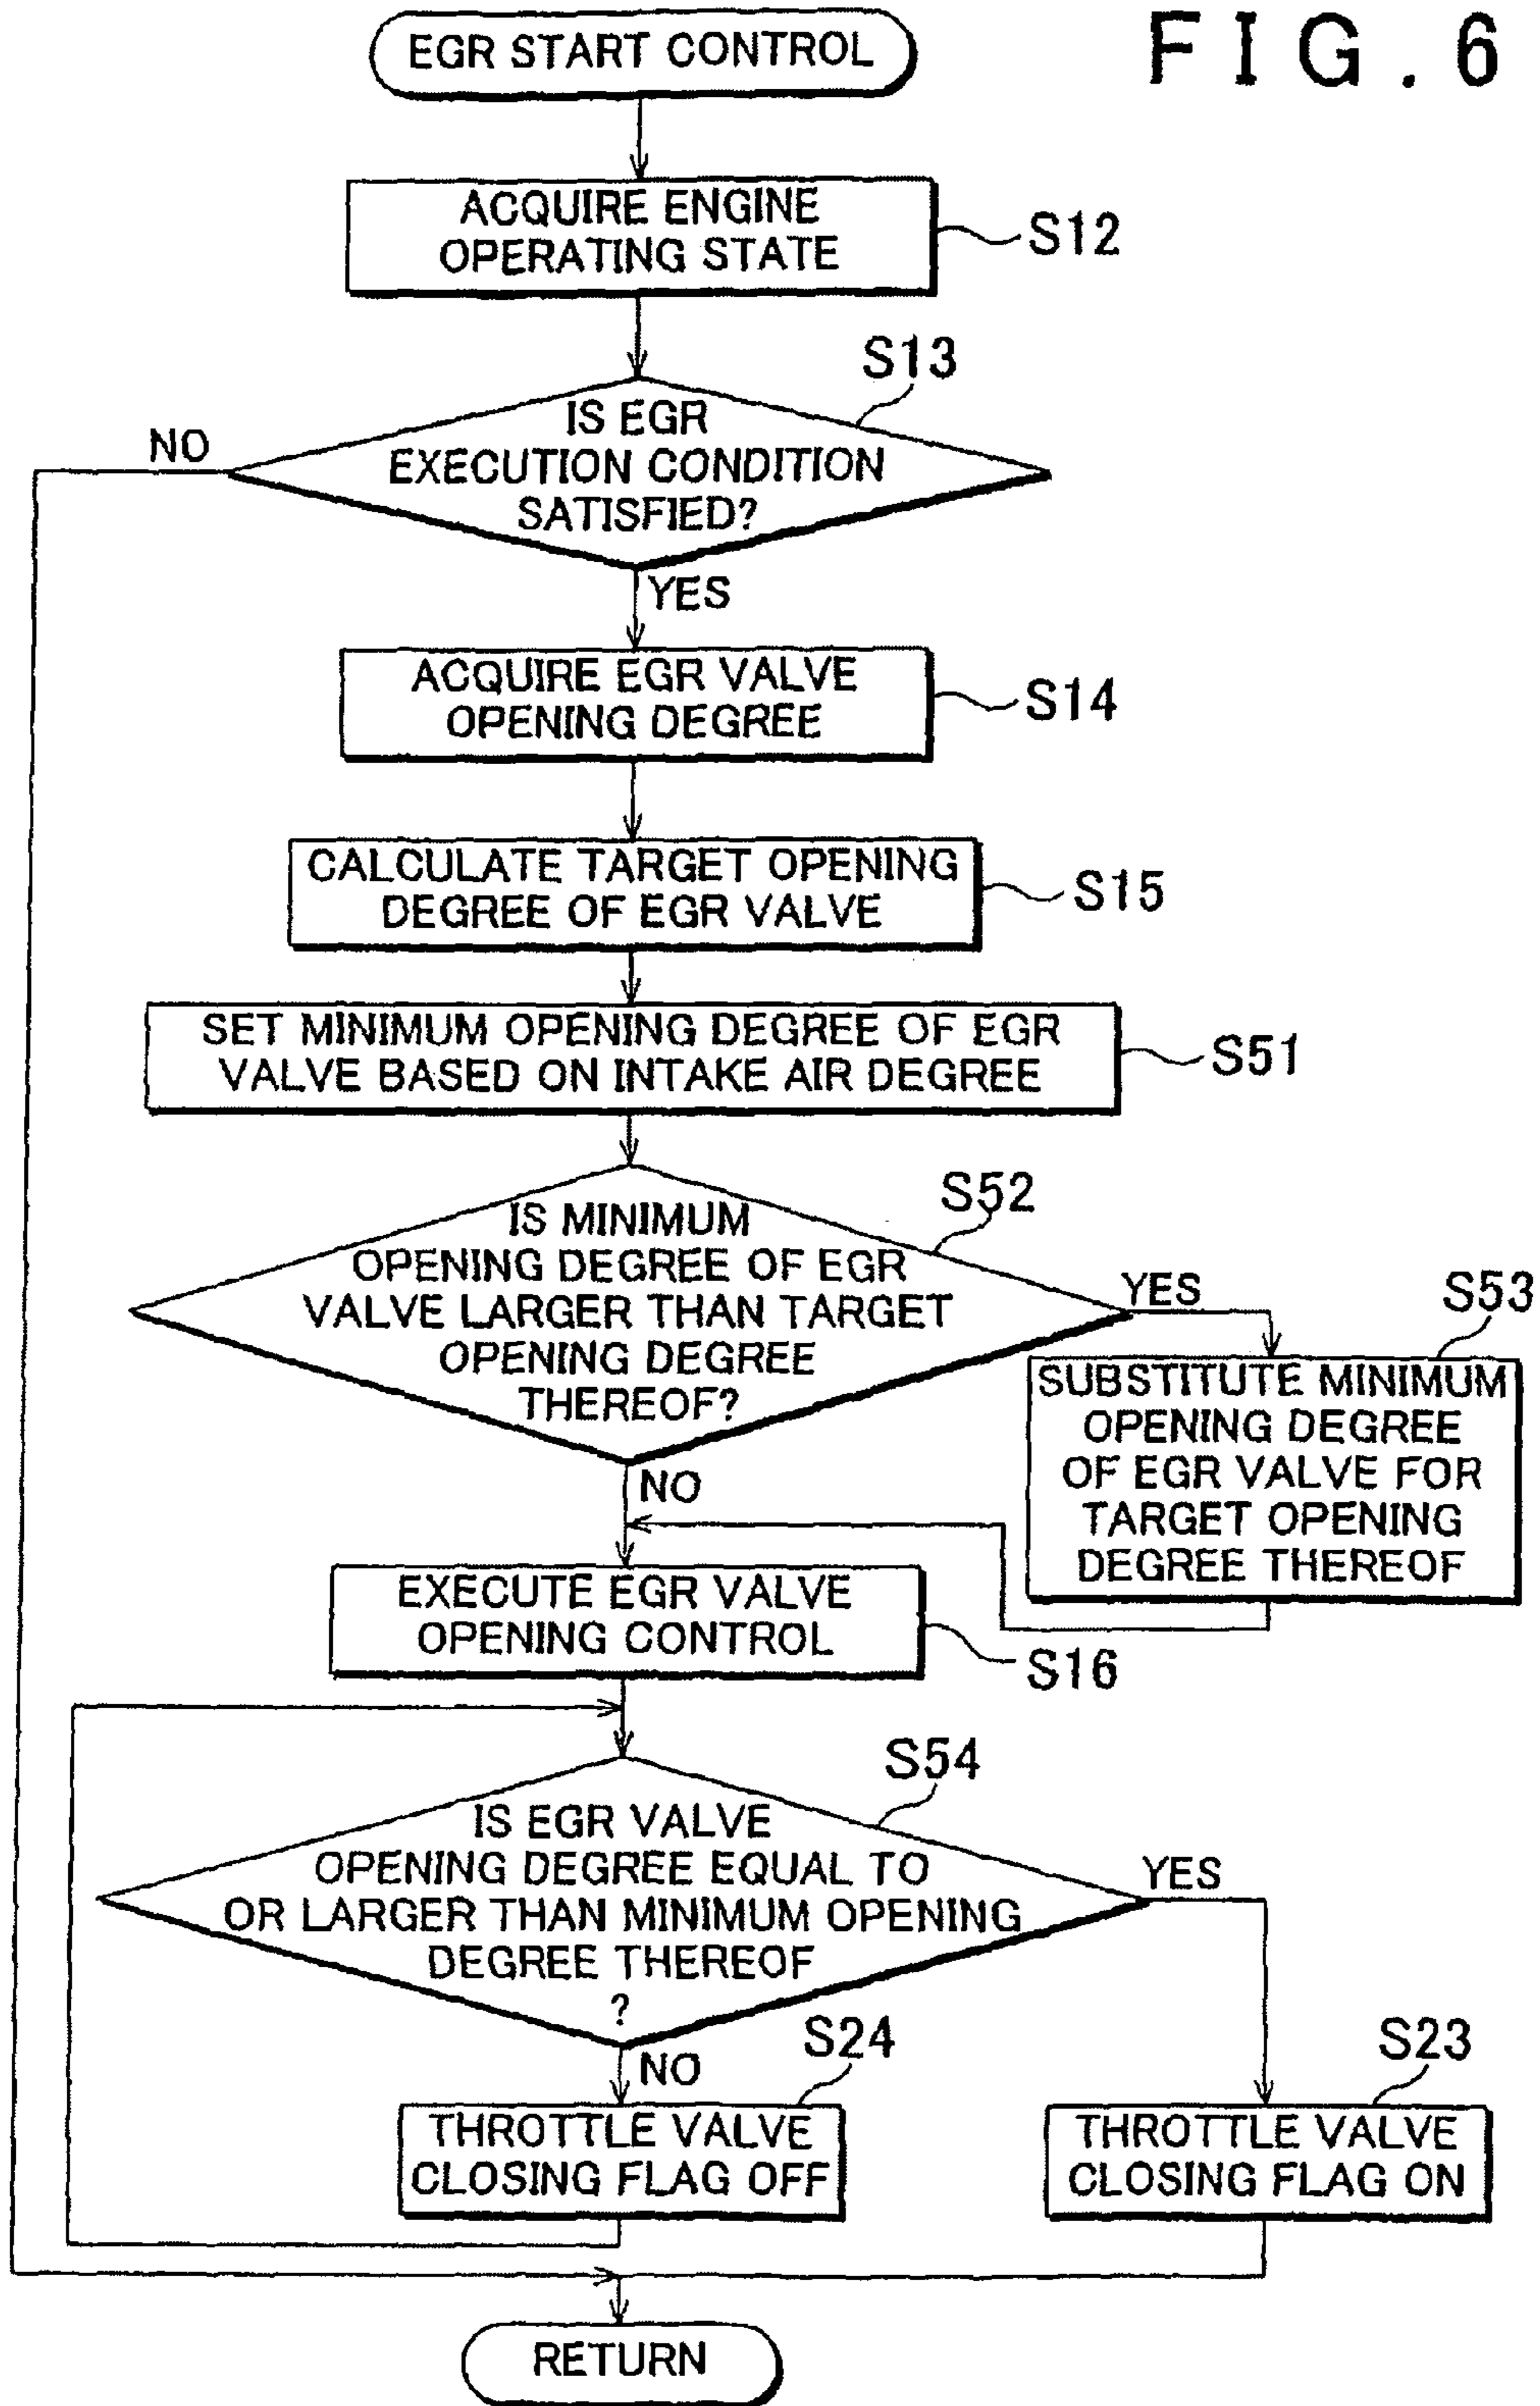 EGR START CONTROL
FIG. 6
ACQUIRE ENGINE
OPERATING STATE
S12
S13
IS EGR
EXECUTION CONDITION
SATISFIED?
NO
YES
ACQUIRE EGR VALVE
OPENING DEGREE
S14
CALCULATE TARGET OPENING
DEGREE OF EGR VALVE
S15
SET MINIMUM OPENING DEGREE OF EGR
VALVE BASED ON INTAKE AIR DEGREE
S51
S52
IS MINIMUM
OPENING DEGREE OF EGR
VALVE LARGER THAN TARGET
OPENING DEGREE
THEREOF?
YES
S53
SUBSTITUTE MINIMUM
OPENING DEGREE
OF EGR VALVE FOR
TARGET OPENING
DEGREE THEREOF
NO
EXECUTE EGR VALVE
OPENING CONTROL
S16
S54
IS EGR VALVE
OPENING DEGREE EQUAL TO
OR LARGER THAN MINIMUM OPENING
DEGREE THEREOF
?
YES
NO
S24
THROTTLE VALVE
CLOSING FLAG OFF
S23
THROTTLE VALVE
CLOSING FLAG ON
RETURN